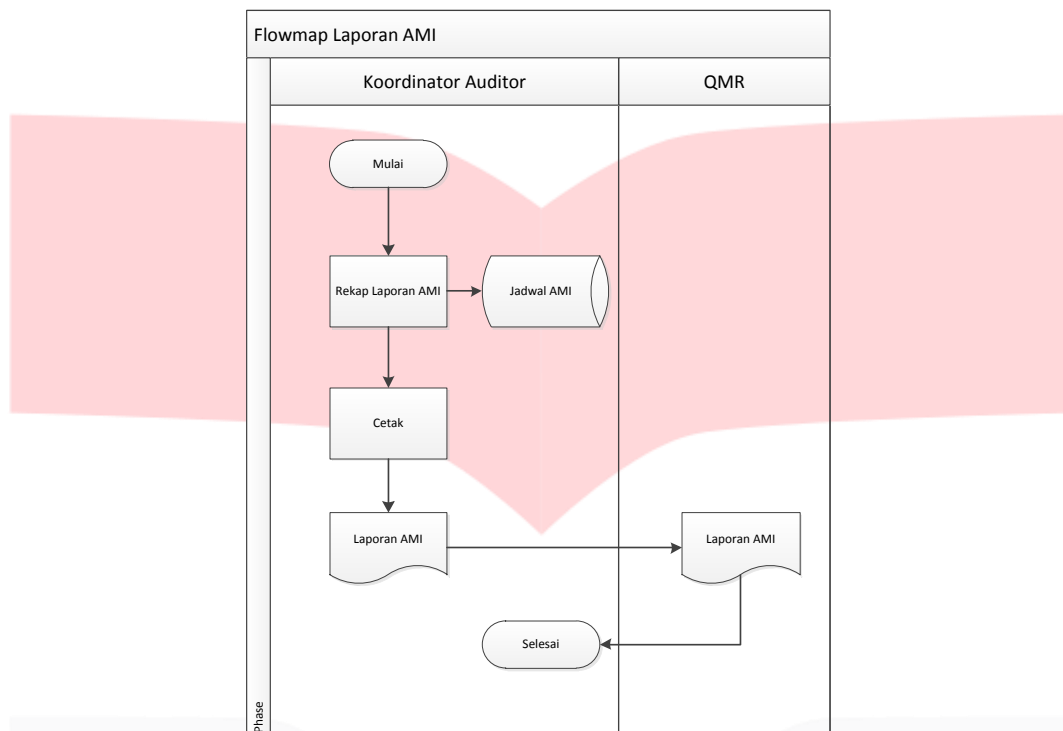 Flowmap Laporan AMI
Koordinator Auditor
QMR
Mulai
Rekap Laporan AMI
Jadwal AMI
Cetak
Laporan AMI
Laporan AMI
Selesai
Phase